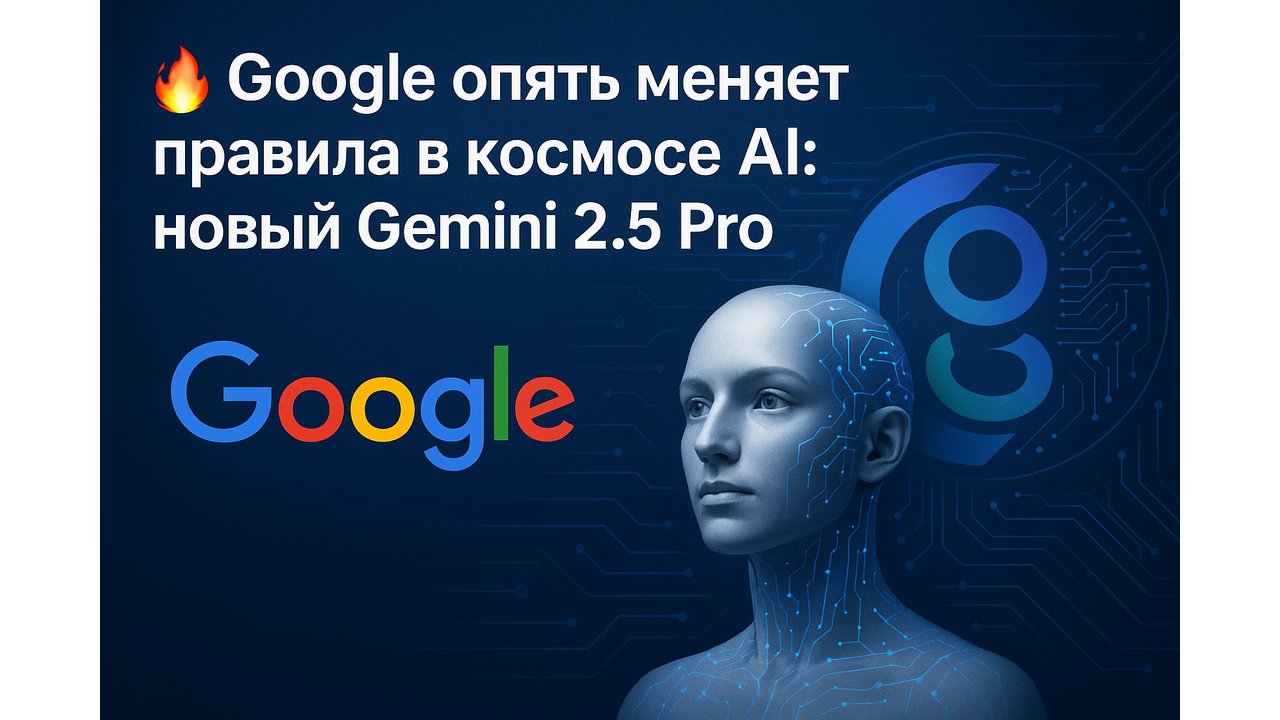 🔥 Google опять меняет
правила в космосе AI:
новый Gemini 2.5 Pro
Google